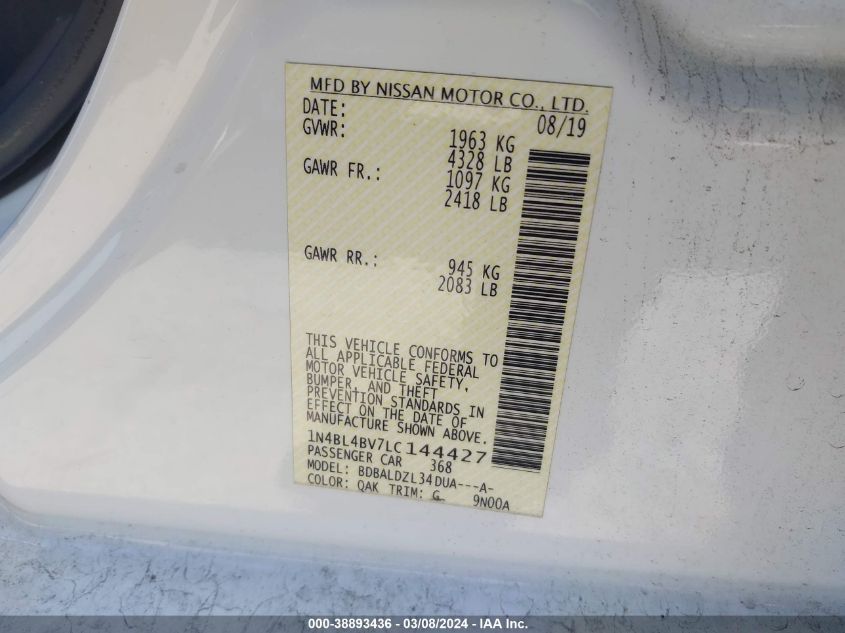 MFD BY NISSAN MOTOR CO., LTD.
DATE: 08/19
GVWR: 1963 KG
4328 LB
GAWR FR.: 1097 KG
2418 LB
GAWR RR.: 945 KG
2083 LB
THIS VEHICLE CONFORMS TO
ALL APPLICABLE FEDERAL
MOTOR VEHICLE SAFETY,
BUMPER, AND THEFT
PREVENTION STANDARDS IN
EFFECT ON THE DATE OF
MANUFACTURE SHOWN ABOVE.
1N4BL4BV7LC144427
PASSENGER CAR 368
MODEL: BDBALDZL34DUA---A-
COLOR: QAK TRIM: G 9N00A
000-38893436 - 03/08/2024 - IAA Inc.